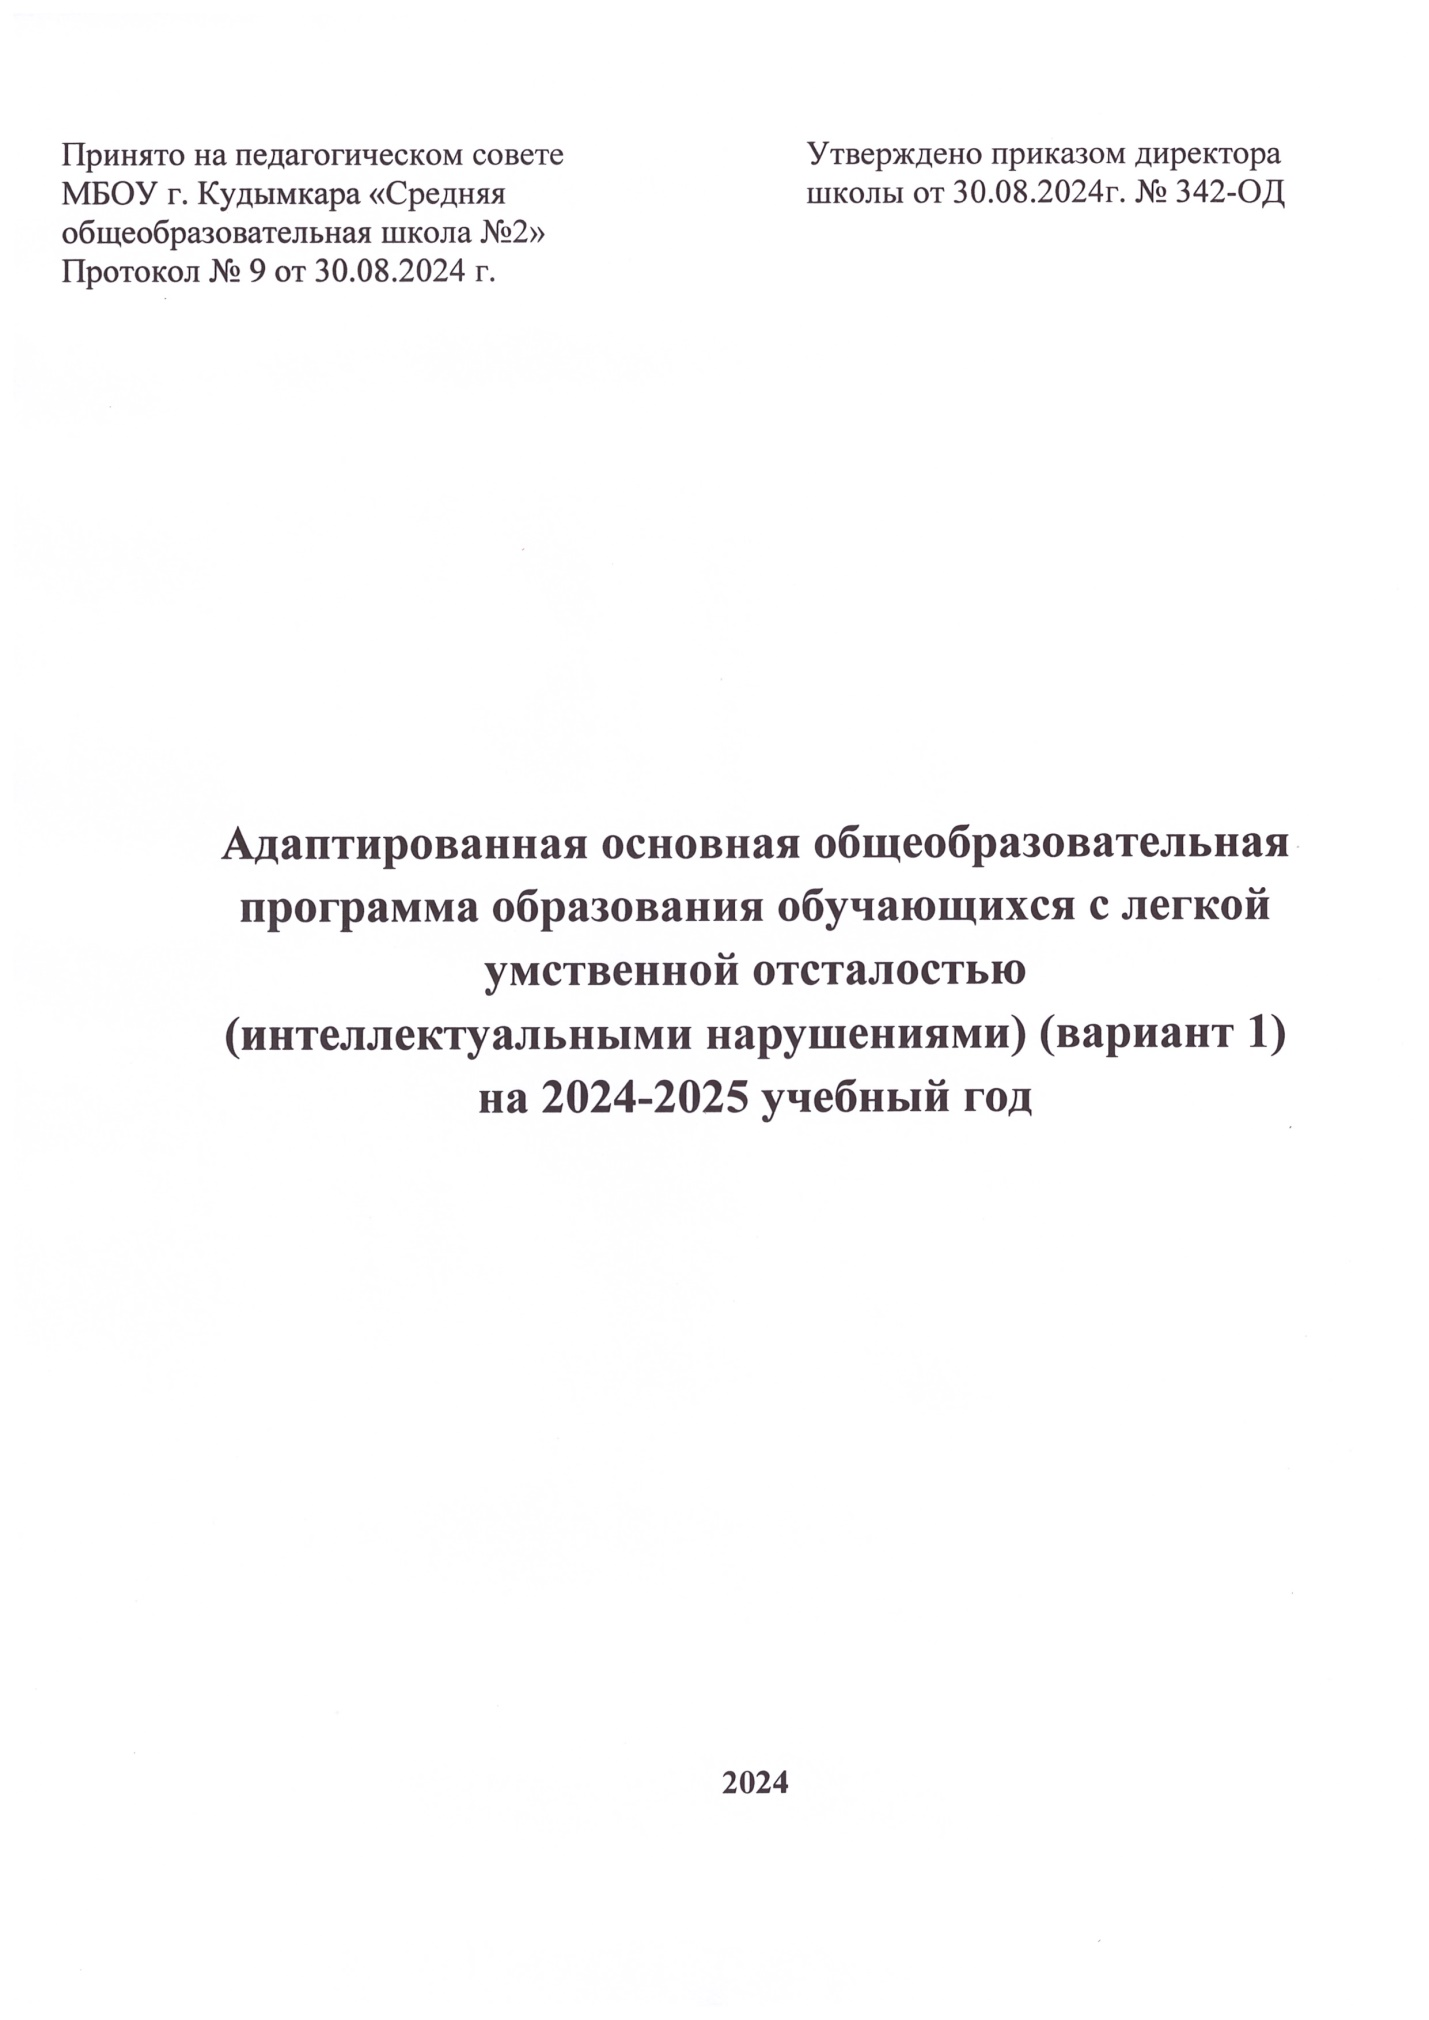 Принято на педагогическом совете
МБОУ г. Кудымкара «Средняя
общеобразовательная школа №2»
Протокол № 9 от 30.08.2024 г.
Утверждено приказом директора
школы от 30.08.2024г. № 342-ОД
Адаптированная основная общеобразовательная
программа образования обучающихся с легкой
умственной отсталостью
(интеллектуальными нарушениями) (вариант 1)
на 2024-2025 учебный год
2024